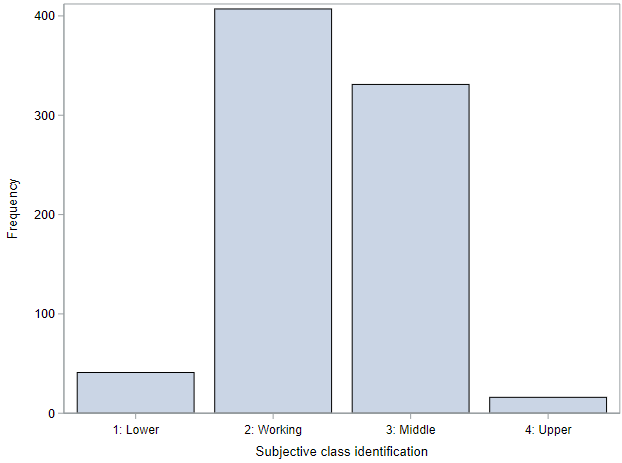 400
300
200
100
0
Frequency
1: Lower
2: Working
3: Middle
4: Upper
Subjective class identification